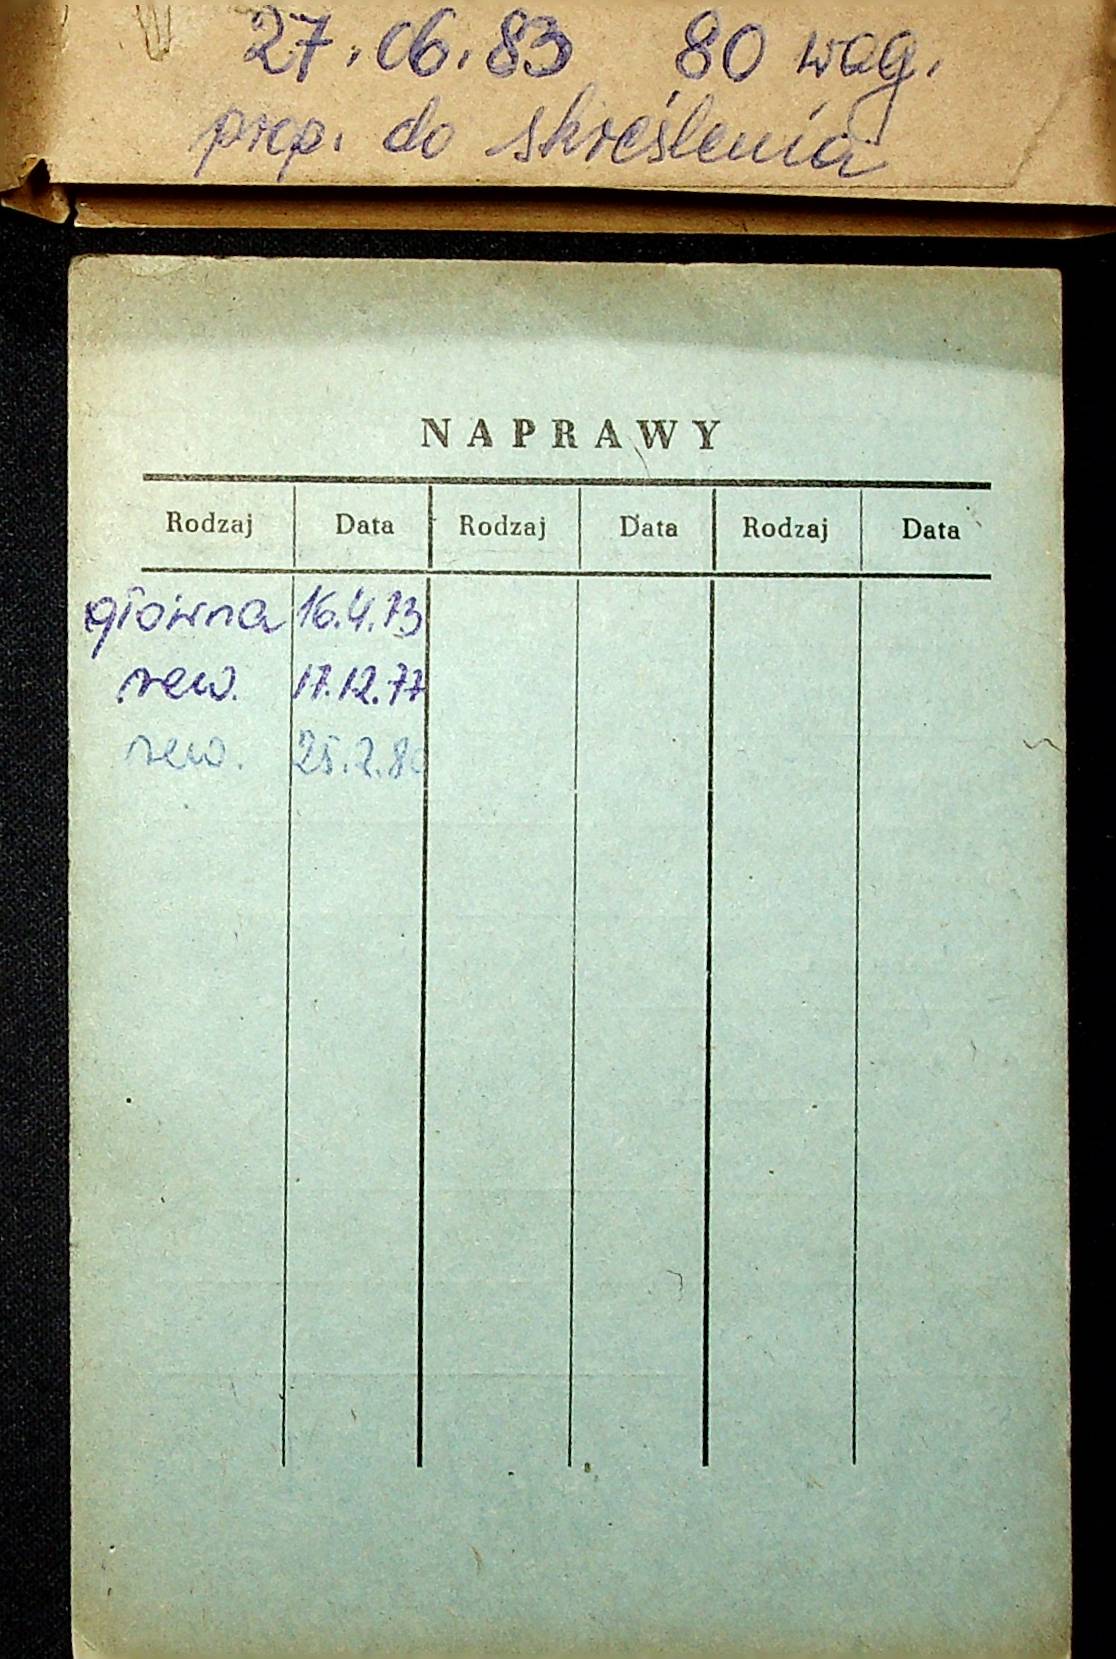 27.06.83 80 wag.
prop. do skreślenia
NAPRAWY
Rodzaj Data Rodzaj Data Rodzaj Data
główna 16.4.73
rew. 17.12.77
rew. 25.2.80